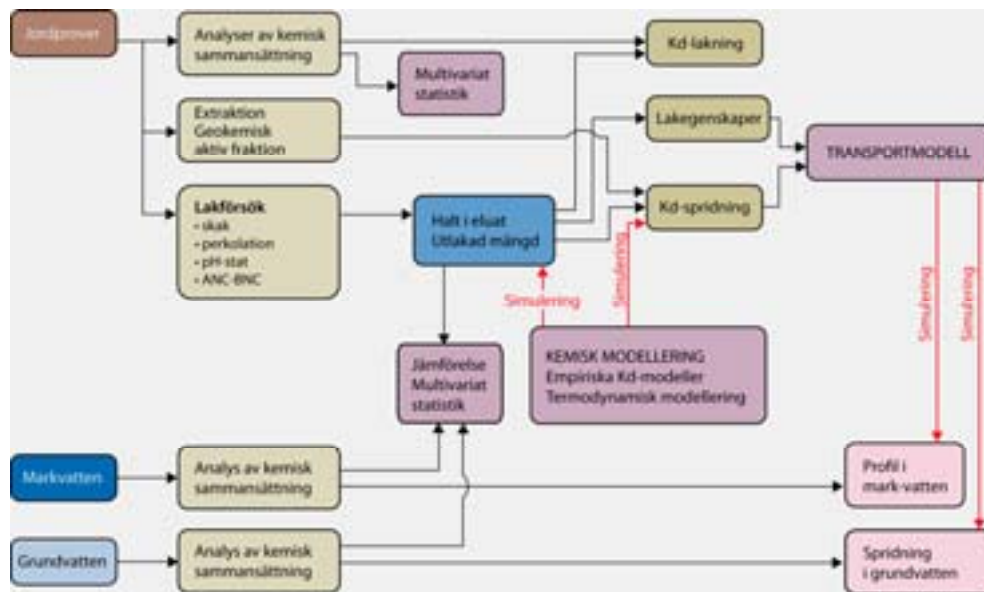 Jordprover
Analyser av kemisk
sammansättning
Kd-lakning
Multivariat
statistik
Extraktion
Geokemisk
aktiv fraktion
Lakegenskaper
TRANSPORTMODELL
Lakförsök
• skak
• perkolation
• pH-stat
• ANC-BNC
Halt i eluat
Utlakad mängd
Kd-spridning
Simulering
Simulering
Simulering
Simulering
Jämförelse
Multivariat
statistik
KEMISK MODELLERING
Empiriska Kd-modeller
Termodynamisk modellering
Markvatten
Analys av kemisk
sammansättning
Profil i
mark-vatten
Grundvatten
Analys av kemisk
sammansättning
Spridning
i grundvatten